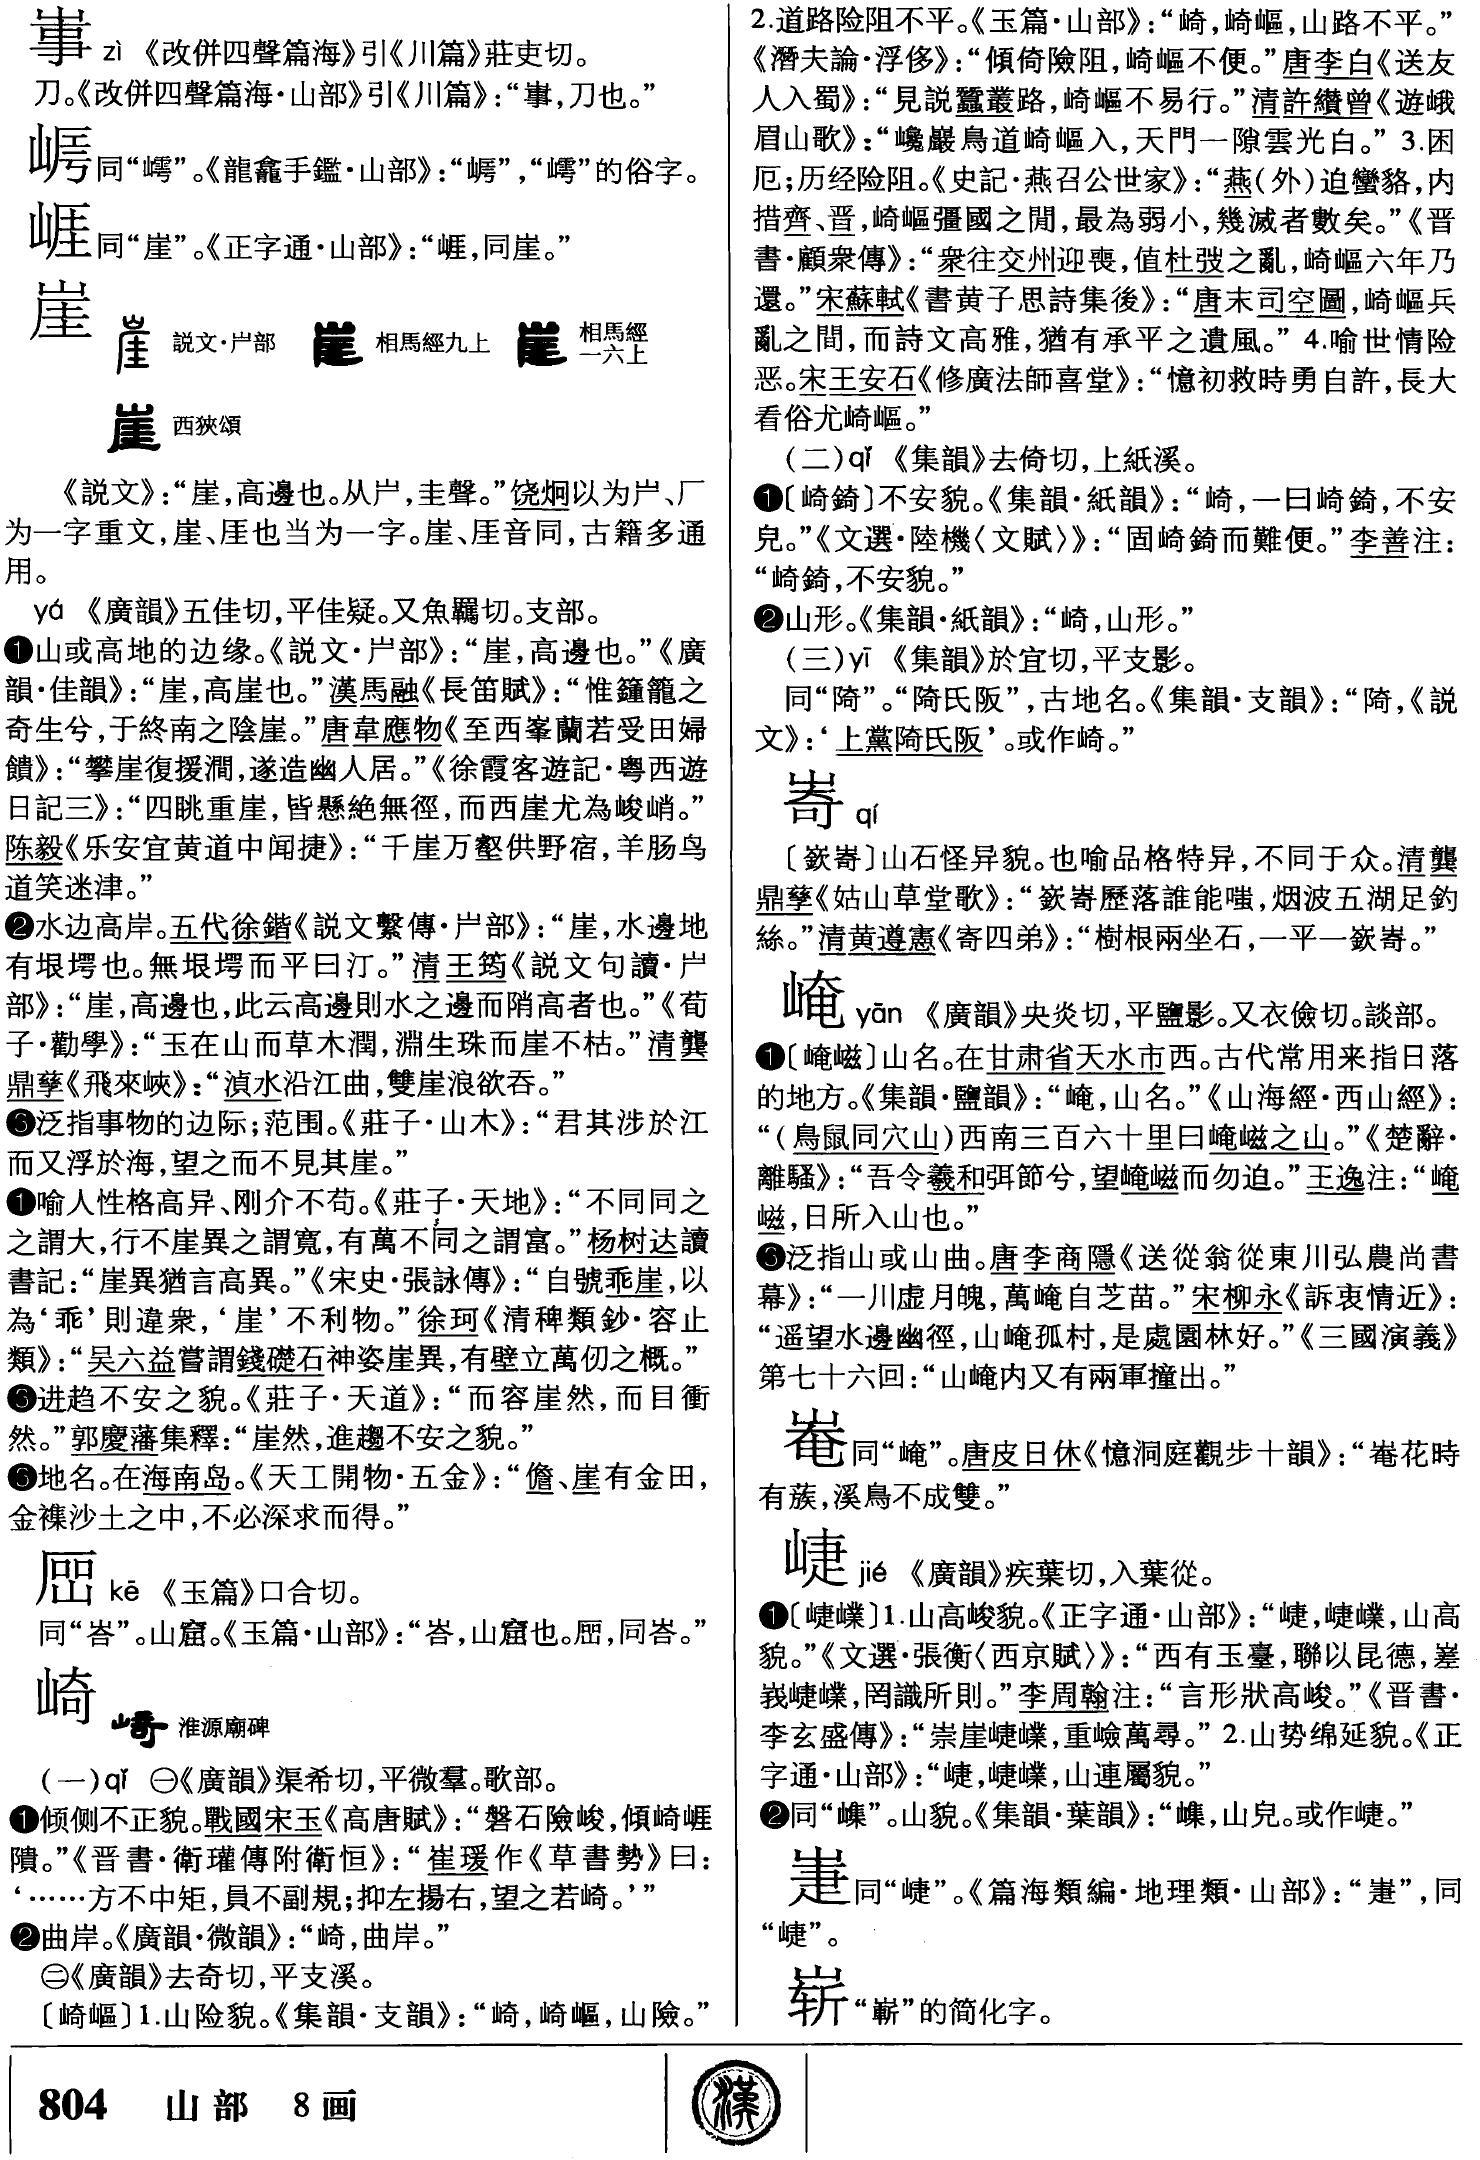 zì 《改併四聲篇海》引《川篇》莊吏切。
刀。《改併四聲篇海·山部》引《川篇》：“，刀也。”
同“㟧”。《龍龕手鑑·山部》：“”，“”的俗字。
崕同“崖”。《正字通·山部》：“崕，同崖。”
崖
説文·屵部 相馬經九上 相馬經一六上
西狹頌
《説文》：“崖，高邊也。从屵，圭聲。”饶炯以为屵、厂
为一字重文，崖、厓也当为一字。崖、厓音同，古籍多通
用。
yá 《廣韻》五佳切，平佳疑。又魚羈切。支部。
❶山或高地的边缘。《説文·屵部》：“崖，高邊也。”《廣
韻·佳韻》：“崖，高崖也。”漢馬融《長笛賦》：“惟籦籠之
奇生兮，于終南之陰崖。”唐韋應物《至西峯蘭若受田婦
饋》：“攀崖復援澗，遂造幽人居。”《徐霞客遊記·粤西遊
日記三》：“四眺重崖，皆懸絶無徑，而西崖尤為峻峭。”
陈毅《乐安宜黄道中闻捷》：“千崖万壑供野宿，羊肠鸟
道笑迷津。”
❷水边高岸。五代徐鍇《説文繫傳·屵部》：“崖，水邊地
有垠堮也。無垠堮而平曰汀。”清王筠《説文句讀·屵
部》：“崖，高邊也，此云高邊則水之邊而陗高者也。”《荀
子·勸學》：“玉在山而草木潤，淵生珠而崖不枯。”清龔
鼎孳《飛來峽》：“湞水沿江曲，雙崖浪欲吞。”
❸泛指事物的边际；范围。《莊子·山木》：“君其涉於江
而又浮於海，望之而不見其崖。”
❶喻人性格高异、刚介不苟。《莊子·天地》：“不同同之
之謂大，行不崖異之謂寬，有萬不同之謂富。”杨树达讀
書記：“崖異猶言高異。”《宋史·張詠傳》：“自號乖崖，以
為‘乖’則違衆，‘崖’不利物。”徐珂《清稗類鈔·容止
類》：“吴六益嘗謂錢礎石神姿崖異，有壁立萬仞之概。”
❺进趋不安之貌。《莊子·天道》：“而容崖然，而目衝
然。”郭慶藩集釋：“崖然，進趨不安之貌。”
❻地名。在海南岛。《天工開物·五金》：“儋、崖有金田，
金襍沙土之中，不必深求而得。”
kē 《玉篇》口合切。
同“峇”。山窟。《玉篇·山部》：“峇，山窟也。，同峇。”
崎
淮源廟碑
（一）qí ㊀《廣韻》渠希切，平微羣。歌部。
❶倾侧不正貌。戰國宋玉《高唐賦》：“磐石險峻，傾崎崕
隤。”《晋書·衛瓘傳附衛恒》：“崔瑗作《草書勢》曰：
‘……方不中矩，員不副規；抑左揚右，望之若崎。’”
❷曲岸。《廣韻·微韻》：“崎，曲岸。”
㊁《廣韻》去奇切，平支溪。
〔崎嶇〕1.山险貌。《集韻·支韻》：“崎，崎嶇，山險。”
2.道路险阻不平。《玉篇·山部》：“崎，崎嶇，山路不平。”
《潛夫論·浮侈》：“傾倚險阻，崎嶇不便。”唐李白《送友
人入蜀》：“見説蠶叢路，崎嶇不易行。”清許纘曾《遊峨
眉山歌》：“巉巖鳥道崎嶇入，天門一隙雲光白。” 3.困
厄；历经险阻。《史記·燕召公世家》：“燕（外）迫蠻貉，内
措齊、晋，崎嶇彊國之閒，最為弱小，幾滅者數矣。”《晋
書·顧衆傳》：“衆往交州迎喪，值杜弢之亂，崎嶇六年乃
還。”宋蘇軾《書黄子思詩集後》：“唐末司空圖，崎嶇兵
亂之間，而詩文高雅，猶有承平之遺風。” 4.喻世情险
恶。宋王安石《修廣法師喜堂》：“憶初救時勇自許，長大
看俗尤崎嶇。”
（二）qǐ 《集韻》去倚切，上紙溪。
❶〔崎錡〕不安貌。《集韻·紙韻》：“崎，一曰崎錡，不安
皃。”《文選·陸機〈文賦〉》：“固崎錡而難便。”李善注：
“崎錡，不安貌。”
❷山形。《集韻·紙韻》：“崎，山形。”
（三）yī 《集韻》於宜切，平支影。
同“陭”。“陭氏阪”，古地名。《集韻·支韻》：“陭，《説
文》：‘上黨陭氏阪’。或作崎。”
嵜 qí
〔嶔嵜〕山石怪异貌。也喻品格特异，不同于众。清龔
鼎孳《姑山草堂歌》：“嶔嵜歷落誰能嗤，烟波五湖足釣
絲。”清黄遵憲《寄四弟》：“樹根兩坐石，一平一嶔嵜。”
崦 yān 《廣韻》央炎切，平鹽影。又衣儉切。談部。
❶〔崦嵫〕山名。在甘肃省天水市西。古代常用来指日落
的地方。《集韻·鹽韻》：“崦，山名。”《山海經·西山經》：
“（鳥鼠同穴山）西南三百六十里曰崦嵫之山。”《楚辭·
離騷》：“吾令羲和弭節兮，望崦嵫而勿迫。”王逸注：“崦
嵫，日所入山也。”
❸泛指山或山曲。唐李商隱《送從翁從東川弘農尚書
幕》：“一川虚月魄，萬崦自芝苗。”宋柳永《訴衷情近》：
“遥望水邊幽徑，山崦孤村，是處園林好。”《三國演義》
第七十六回：“山崦内又有兩軍撞出。”
同“崦”。唐皮日休《憶洞庭觀步十韻》：“花時
有蔟，溪鳥不成雙。”
崨 jié 《廣韻》疾葉切，入葉從。
❶〔崨嶫〕1.山高峻貌。《正字通·山部》：“崨，崨嶫，山高
貌。”《文選·張衡〈西京賦〉》：“西有玉臺，聯以昆德，嵳
峩崨嶫，罔識所則。”李周翰注：“言形狀高峻。”《晋書·
李玄盛傳》：“崇崖崨嶫，重嶮萬尋。” 2.山势绵延貌。《正
字通·山部》：“崨，崨嶫，山連屬貌。”
❷同“嶕”。山貌。《集韻·葉韻》：“，山皃。或作崨。”
同“崨”。《篇海類編·地理類·山部》：“”，同
“崨”。
崭“嶄”的简化字。
804 山部 8画
漢